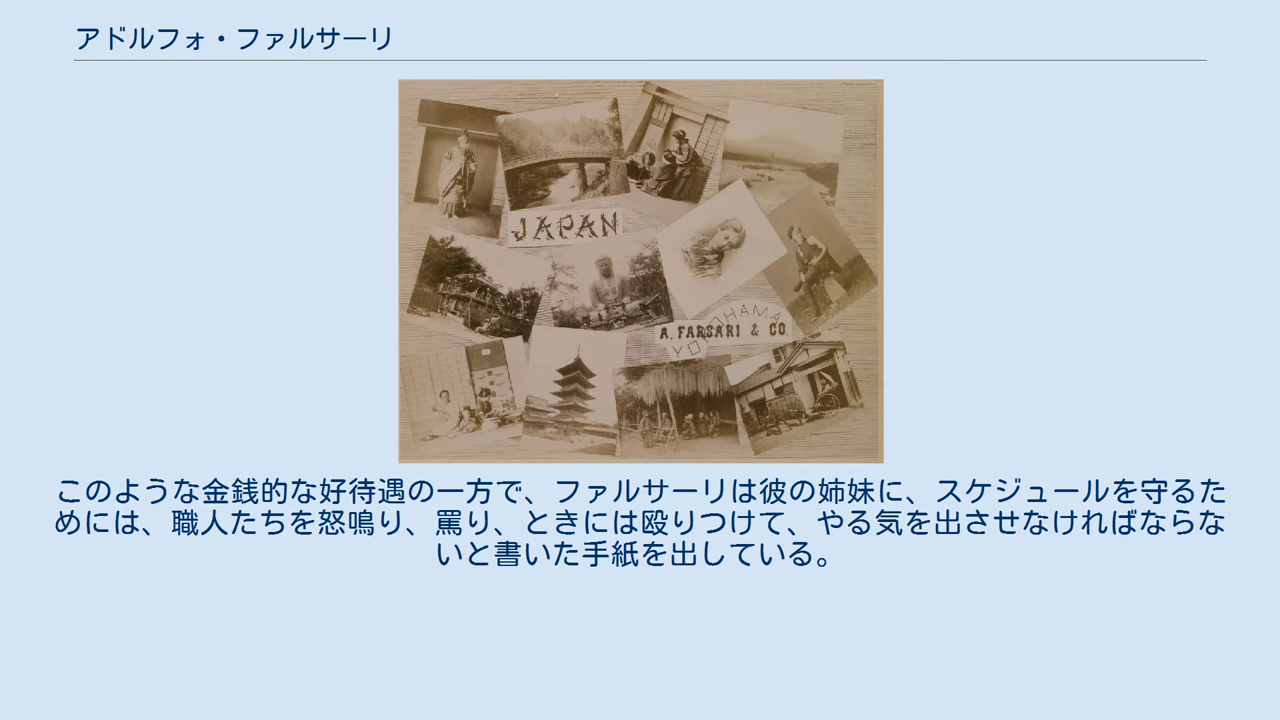 アドルフォ・ファルサーリ
JAPAN
YOKOHAMA
A. FARSARI & CO.
このような金銭的な好待遇の一方で、ファルサーリは彼の姉妹に、スケジュールを守るた
めには、職人たちを怒鳴り、罵り、ときには殴りつけて、やる気を出させなければならな
いと書いた手紙を出している。